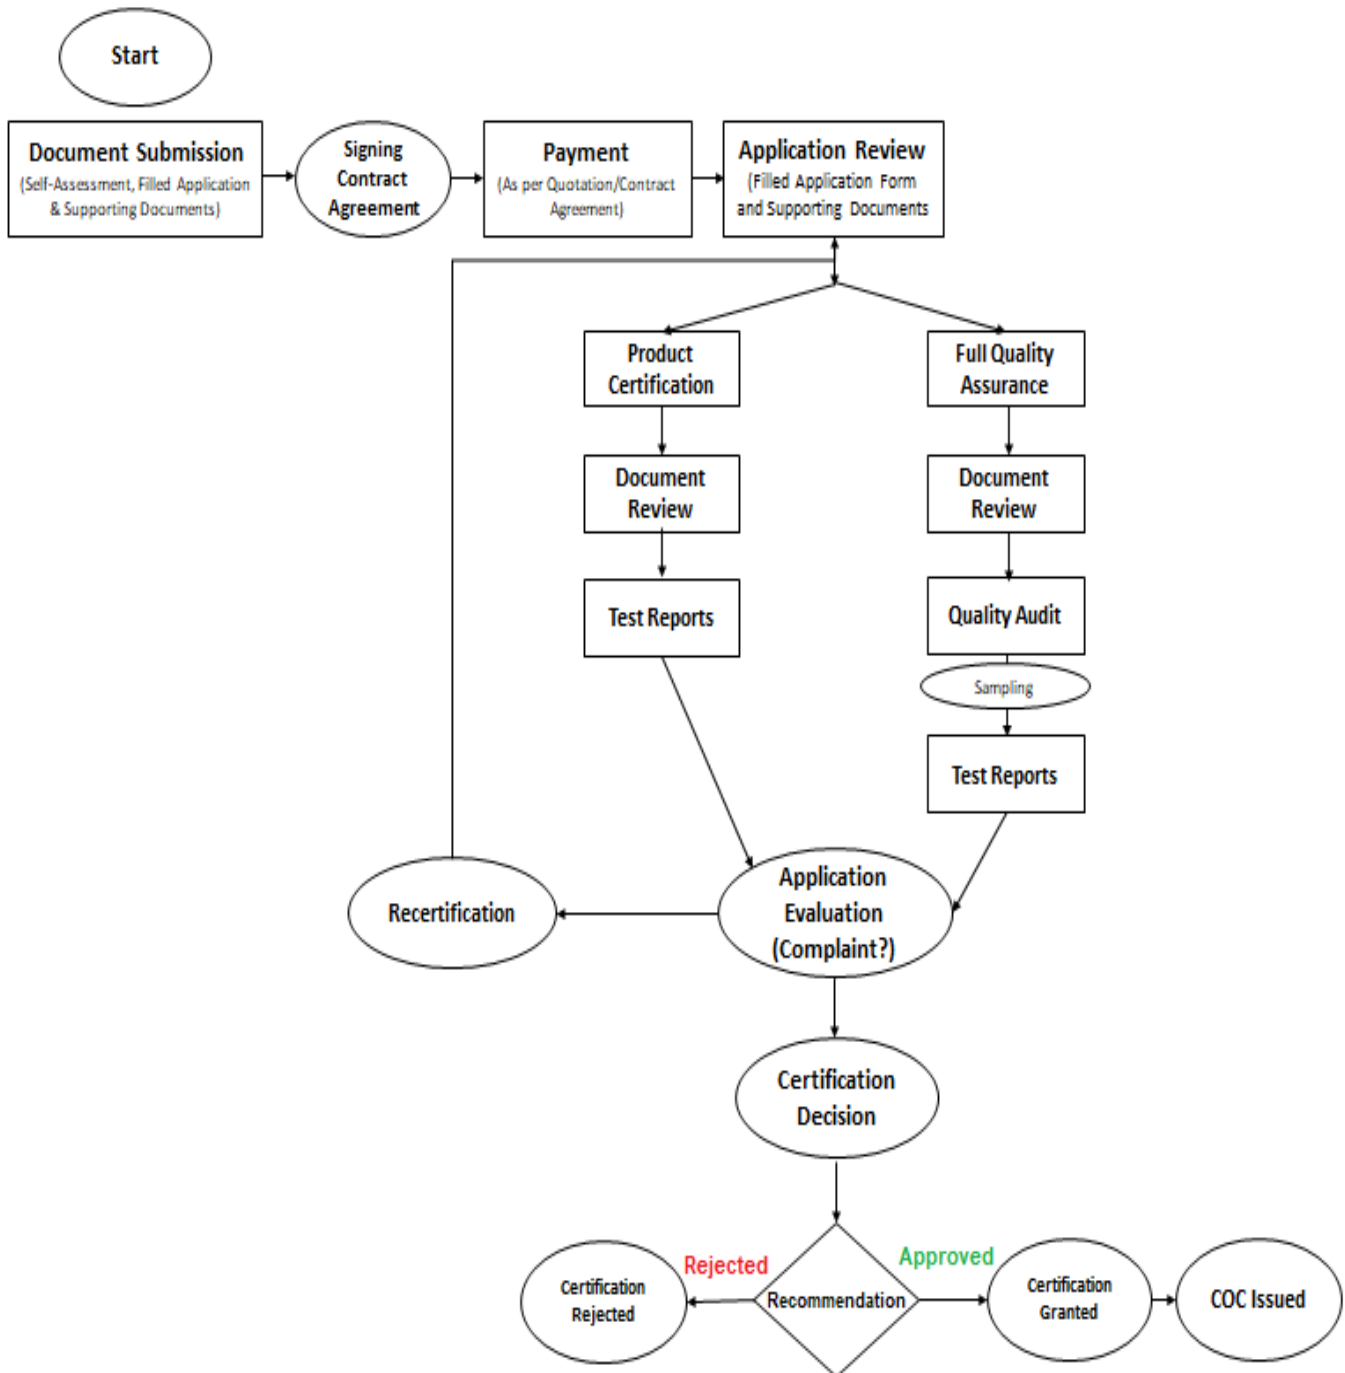 Start
Document Submission
(Self-Assessment, Filled Application
& Supporting Documents)
Signing
Contract
Agreement
Payment
(As per Quotation/Contract
Agreement)
Application Review
(Filled Application Form
and Supporting Documents
Product
Certification
Full Quality
Assurance
Document
Review
Document
Review
Test Reports
Quality Audit
Sampling
Test Reports
Recertification
Application
Evaluation
(Complaint?)
Certification
Decision
Rejected
Approved
Certification
Rejected
Recommendation
Certification
Granted
COC Issued